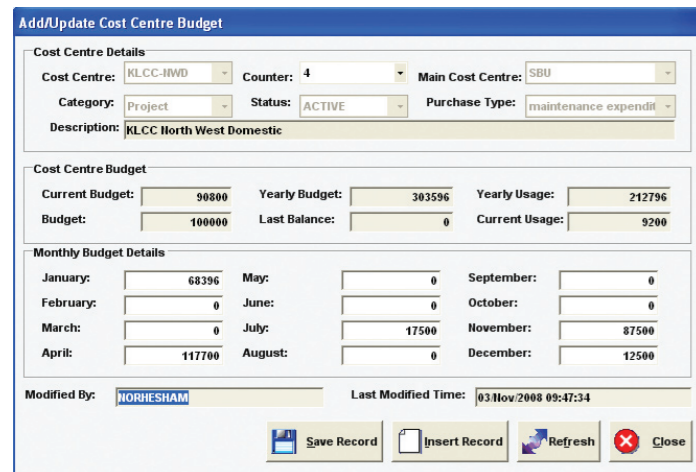 Add/Update Cost Centre Budget
Cost Centre Details
Cost Centre: KLCC-NWD Counter: 4 Main Cost Centre: SBU
Category: Project Status: ACTIVE Purchase Type: maintenance expendit
Description: KLCC North West Domestic
Cost Centre Budget
Current Budget: 90800 Yearly Budget: 303596 Yearly Usage: 212796
Budget: 100000 Last Balance: 0 Current Usage: 9200
Monthly Budget Details
January: 68396 May: 0 September: 0
February: 0 June: 0 October: 0
March: 0 July: 17500 November: 87500
April: 117700 August: 0 December: 12500
Modified By: NORHESHAM Last Modified Time: 03/Nov/2008 09:47:34
Save Record Insert Record Refresh Close